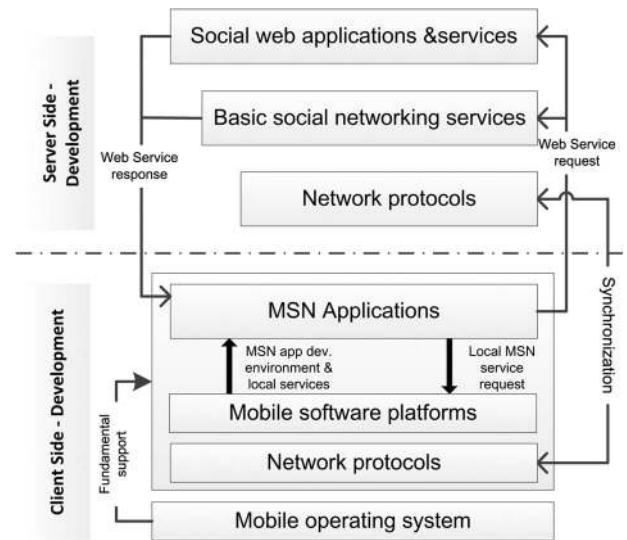 Server Side -
Development
Social web applications &services
Basic social networking services
Web Service
response
Web Service
request
Network protocols
Synchronization
Client Side - Development
MSN Applications
MSN app dev.
environment &
local services
Local MSN
service
request
Fundamental
support
Mobile software platforms
Network protocols
Mobile operating system